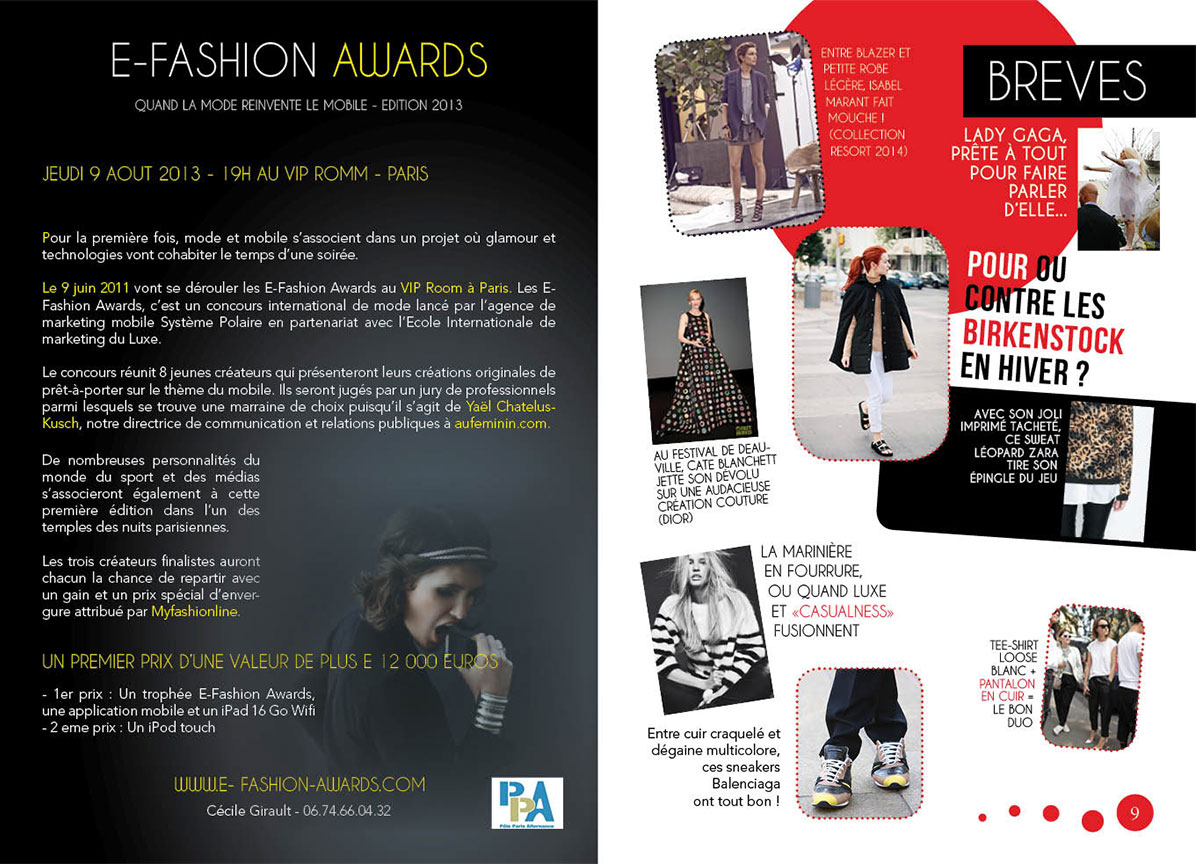 E-FASHION AWARDS
QUAND LA MODE REINVENTE LE MOBILE - EDITION 2013
JEUDI 9 AOUT 2013 - 19H AU VIP ROMM - PARIS
Pour la première fois, mode et mobile s’associent dans un projet où glamour et
technologies vont cohabiter le temps d’une soirée.
Le 9 juin 2011 vont se dérouler les E-Fashion Awards au VIP Room à Paris. Les E-
Fashion Awards, c’est un concours international de mode lancé par l’agence de
marketing mobile Système Polaire en partenariat avec l’Ecole Internationale de
marketing du Luxe.
Le concours réunit 8 jeunes créateurs qui présenteront leurs créations originales de
prêt-à-porter sur le thème du mobile. Ils seront jugés par un jury de professionnels
parmi lesquels se trouve une marraine de choix puisqu’il s’agit de Yaël Chatelus-
Kusch, notre directrice de communication et relations publiques à aufeminin.com.
De nombreuses personnalités du
monde du sport et des médias
s’associeront également à cette
première édition dans l’un des
temples des nuits parisiennes.
Les trois créateurs finalistes auront
chacun la chance de repartir avec
un gain et un prix spécial d’enver-
gure attribué par Myfashionline.
UN PREMIER PRIX D’UNE VALEUR DE PLUS E 12 000 EUROS
- 1er prix : Un trophée E-Fashion Awards,
une application mobile et un iPad 16 Go Wifi
- 2 eme prix : Un iPod touch
WWW.E- FASHION-AWARDS.COM
Cécile Girault - 06.74.66.04.32
PPA
Pôle Paris Alternance
BREVES
ENTRE BLAZER ET
PETITE ROBE
LÉGÈRE, ISABEL
MARANT FAIT
MOUCHE !
(COLLECTION
RESORT 2014)
LADY GAGA,
PRÊTE À TOUT
POUR FAIRE
PARLER
D’ELLE...
POUR OU
CONTRE LES
BIRKENSTOCK
EN HIVER ?
AU FESTIVAL DE DEAU-
VILLE, CATE BLANCHETT
JETTE SON DÉVOLU
SUR UNE AUDACIEUSE
CRÉATION COUTURE
(DIOR)
AVEC SON JOLI
IMPRIMÉ TACHETÉ,
CE SWEAT
LÉOPARD ZARA
TIRE SON
ÉPINGLE DU JEU
LA MARINIÈRE
EN FOURRURE,
OU QUAND LUXE
ET «CASUALNESS»
FUSIONNENT
TEE-SHIRT
LOOSE
BLANC +
PANTALON
EN CUIR =
LE BON
DUO
Entre cuir craquelé et
dégaine multicolore,
ces sneakers
Balenciaga
ont tout bon !
9